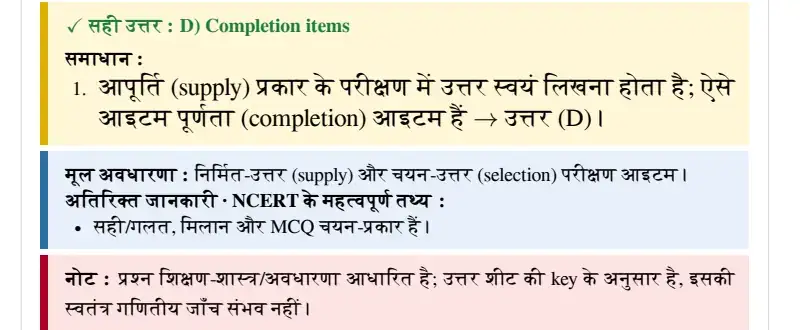 ✓ सही उत्तर : D) Completion items
समाधान :
1. आपूर्ति (supply) प्रकार के परीक्षण में उत्तर स्वयं लिखना होता है; ऐसे
आइटम पूर्णता (completion) आइटम हैं → उत्तर (D)।
मूल अवधारणा : निर्मित-उत्तर (supply) और चयन-उत्तर (selection) परीक्षण आइटम।
अतिरिक्त जानकारी · NCERT के महत्वपूर्ण तथ्य :
• सही/गलत, मिलान और MCQ चयन-प्रकार हैं।
नोट : प्रश्न शिक्षण-शास्त्र/अवधारणा आधारित है; उत्तर शीट की key के अनुसार है, इसकी
स्वतंत्र गणितीय जाँच संभव नहीं।